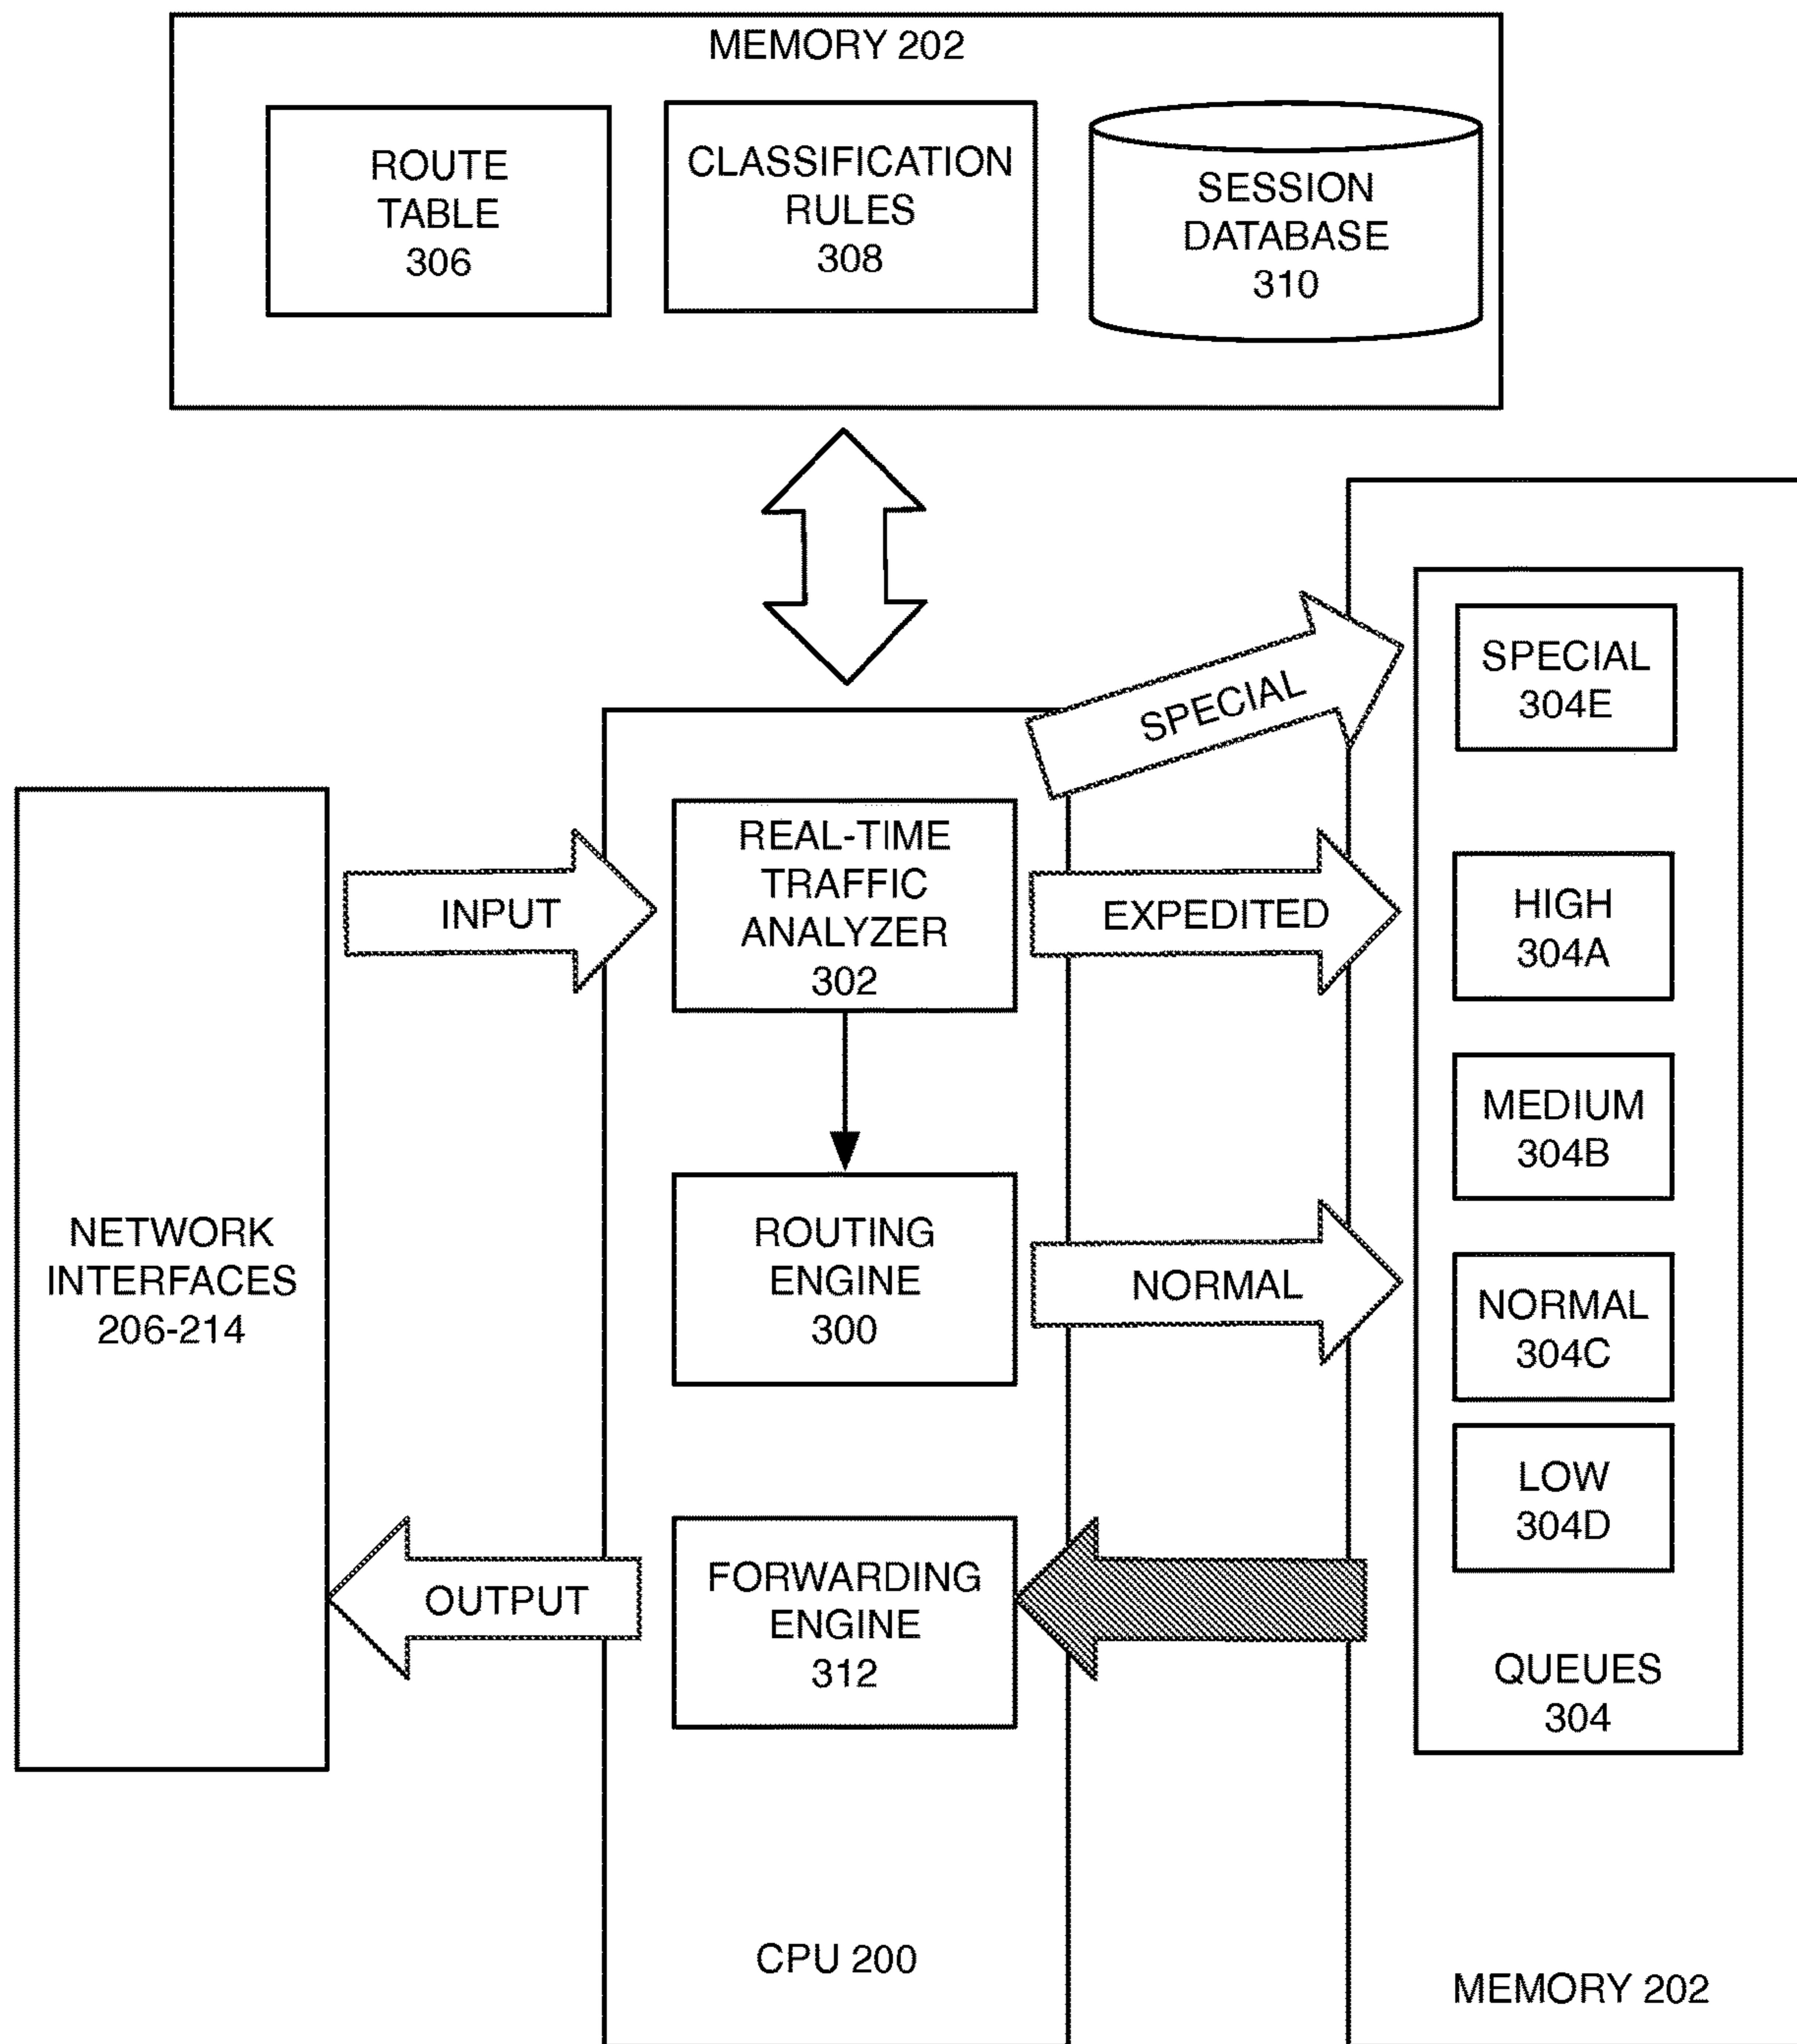 MEMORY 202
ROUTE
TABLE
306
CLASSIFICATION
RULES
308
SESSION
DATABASE
310
SPECIAL
SPECIAL
304E
NETWORK
INTERFACES
206-214
INPUT
REAL-TIME
TRAFFIC
ANALYZER
302
EXPEDITED
HIGH
304A
MEDIUM
304B
ROUTING
ENGINE
300
NORMAL
NORMAL
304C
LOW
304D
OUTPUT
FORWARDING
ENGINE
312
QUEUES
304
CPU 200
MEMORY 202